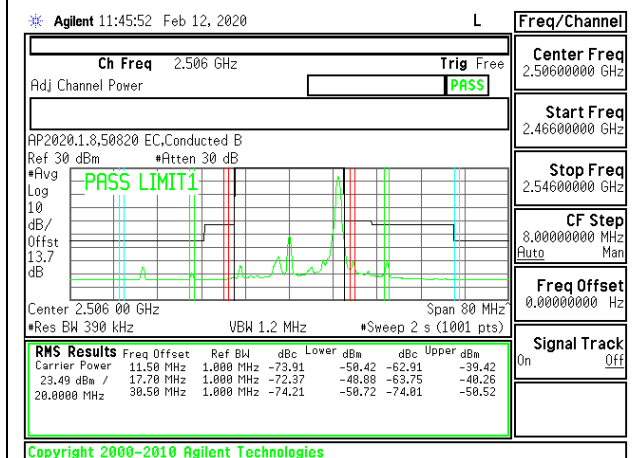 Agilent 11:45:52 Feb 12, 2020 L
Freq/Channel
Ch Freq 2.506 GHz Trig Free
Adj Channel Power PASS
Center Freq
2.50600000 GHz
Start Freq
2.46600000 GHz
Stop Freq
2.54600000 GHz
CF Step
8.00000000 MHz
Auto Man
Freq Offset
0.00000000 Hz
Signal Track
On Off
AP2020.1.8,50820 EC,Conducted B
Ref 30 dBm #Atten 30 dB
#Avg
Log
10
dB/
Offst
13.7
dB
PASS LIMIT1
Center 2.506 00 GHz Span 80 MHz^
#Res BW 390 kHz VBW 1.2 MHz #Sweep 2 s (1001 pts)
RMS Results Freq Offset Ref BW dBc Lower dBm dBc Upper dBm
Carrier Power 11.50 MHz 1.000 MHz -73.91 -50.42 -62.91 -39.42
23.49 dBm / 17.70 MHz 1.000 MHz -72.37 -48.88 -63.75 -40.26
20.0000 MHz 30.50 MHz 1.000 MHz -74.21 -50.72 -74.01 -50.52
Copyright 2000-2010 Agilent Technologies